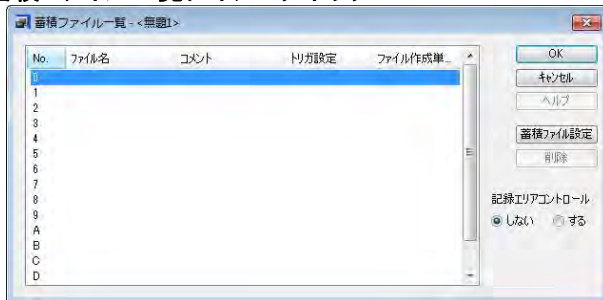 蓄積ファイル一覧 - <無題1>
No. ファイル名 コメント トリガ設定 ファイル作成単...
0
1
2
3
4
5
6
7
8
9
A
B
C
D
OK
キャンセル
ヘルプ
蓄積ファイル設定
削除
記録エリアコントロール
しない する